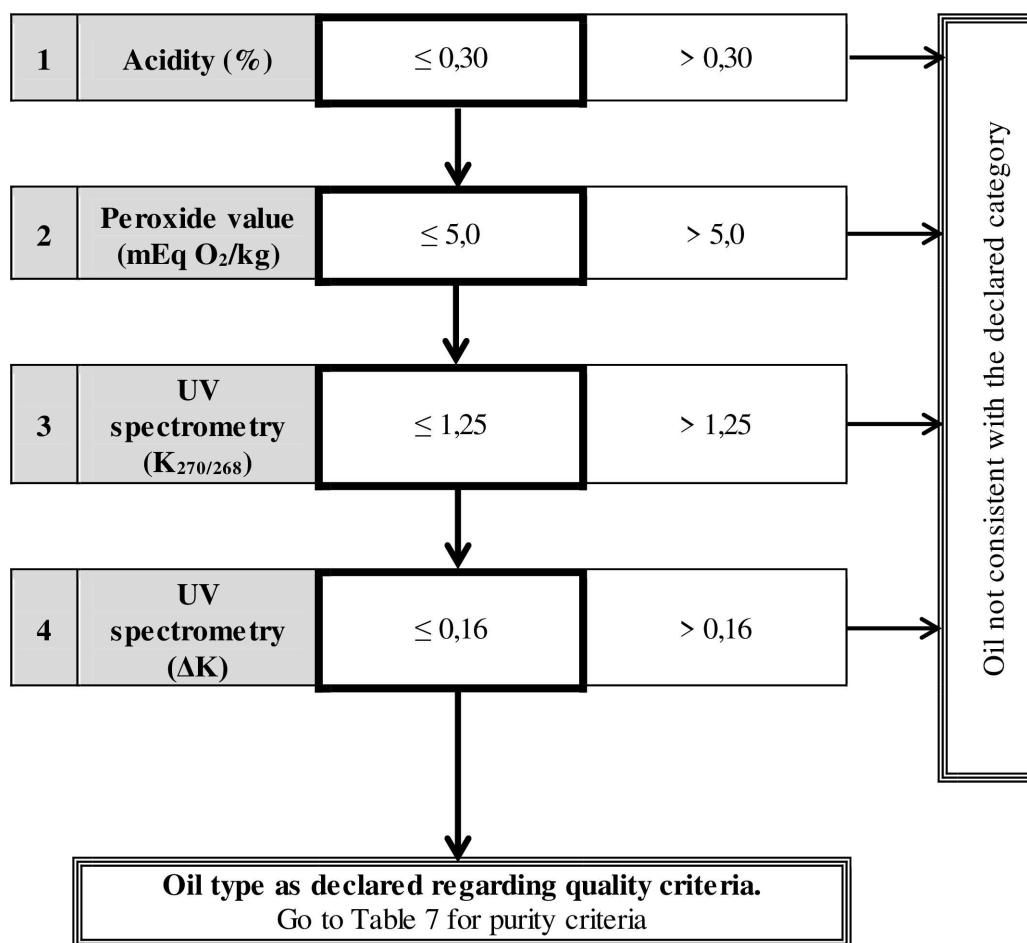 1 Acidity (%) ≤ 0,30 > 0,30
2 Peroxide value
(mEq O₂/kg) ≤ 5,0 > 5,0
3 UV
spectrometry
(K₂₇₀/₂₆₈) ≤ 1,25 > 1,25
4 UV
spectrometry
(ΔK) ≤ 0,16 > 0,16
Oil not consistent with the declared category
Oil type as declared regarding quality criteria.
Go to Table 7 for purity criteria